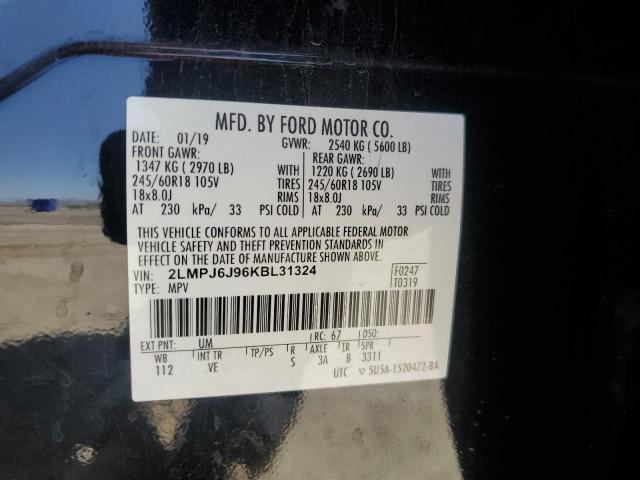 MFD. BY FORD MOTOR CO.
DATE: 01/19 GVWR: 2540 KG ( 5600 LB)
FRONT GAWR: REAR GAWR:
1347 KG ( 2970 LB) WITH 1220 KG ( 2690 LB) WITH
245/60R18 105V TIRES 245/60R18 105V TIRES
18x8.0J RIMS 18x8.0J RIMS
AT 230 kPa/ 33 PSI COLD AT 230 kPa/ 33 PSI COLD
THIS VEHICLE CONFORMS TO ALL APPLICABLE FEDERAL MOTOR
VEHICLE SAFETY AND THEFT PREVENTION STANDARDS IN
EFFECT ON THE DATE OF MANUFACTURE SHOWN ABOVE.
VIN: 2LMPJ6J96KBL31324 F0247
TYPE: MPV T0319
EXT PNT: UM RC: 67 DSO:
WB INT TR TP/PS R AXLE TR SPR
112 VE S 3A 8 3311
UTC ▽ 5U5A-1520472-BA